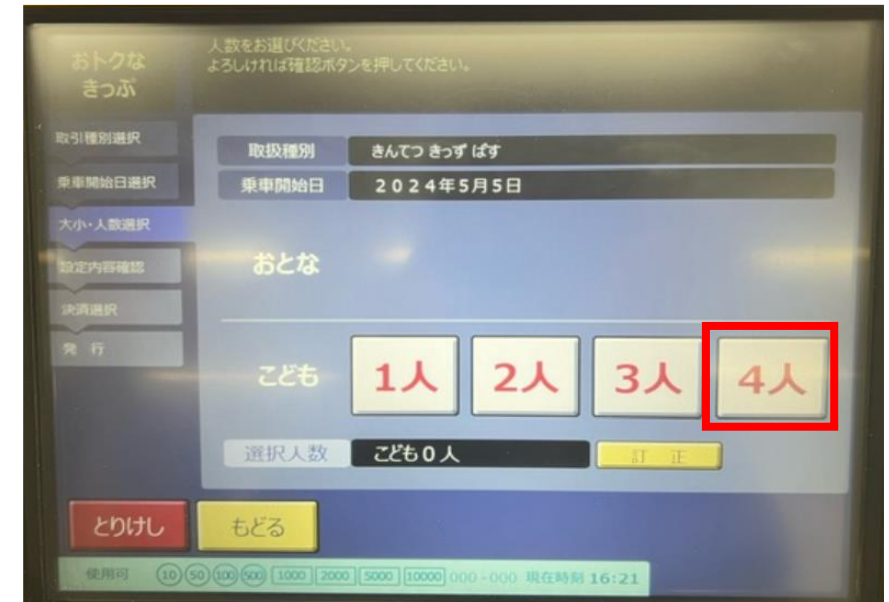 おトクな
きっぷ
人数をお選びください。
よろしければ確認ボタンを押してください。
取引種別選択
乗車開始日選択
大小・人数選択
設定内容確認
決済選択
発行
取扱種別 きんてつ きっず ぱす
乗車開始日 2024年5月5日
おとな
こども 1人 2人 3人 4人
選択人数 こども0人 訂正
とりけし もどる
使用可 10 50 100 500 1000 2000 5000 10000 000-000 現在時刻 16:21